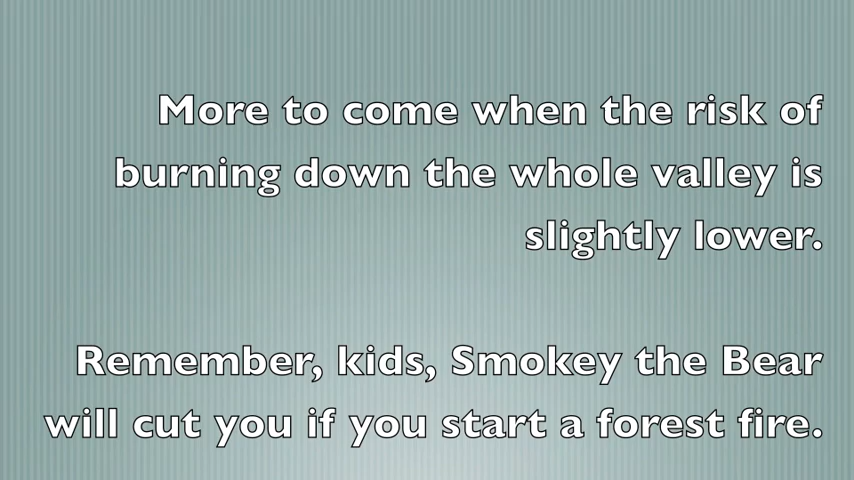 More to come when the risk of
burning down the whole valley is
slightly lower.
Remember, kids, Smokey the Bear
will cut you if you start a forest fire.